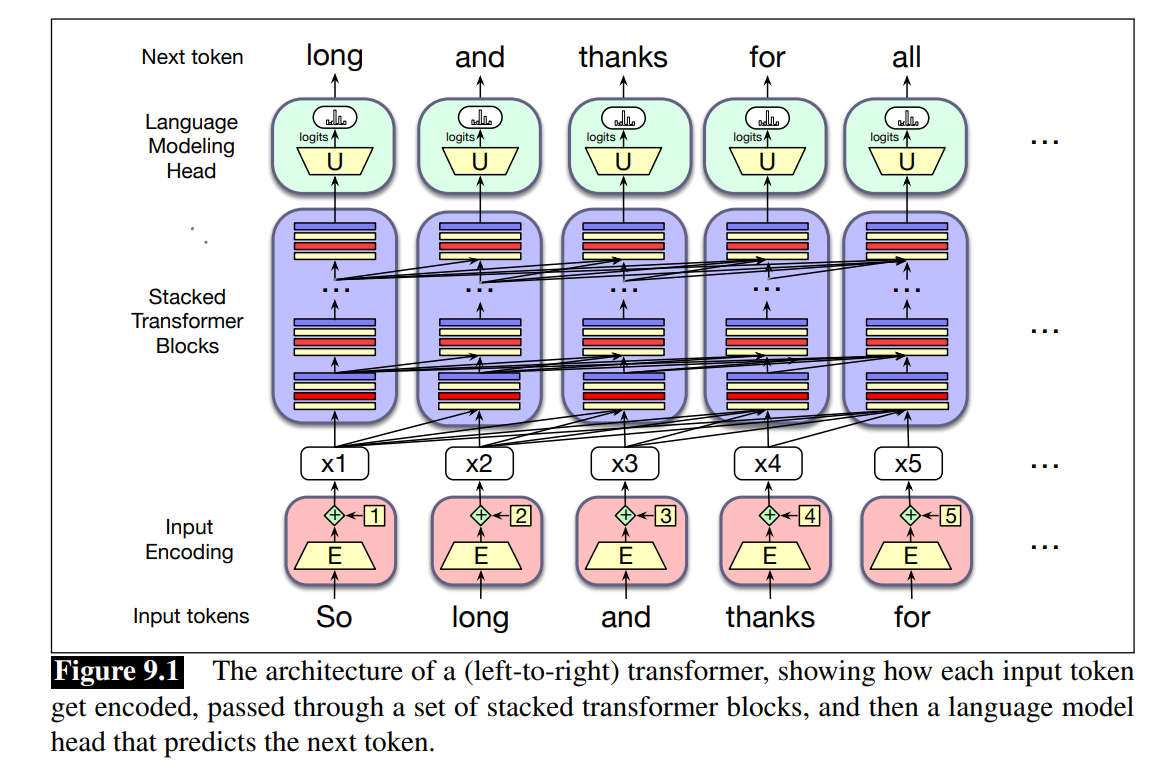 Next token long and thanks for all
Language
Modeling
Head
logits logits logits logits logits
U U U U U
...
Stacked
Transformer
Blocks
... ... ... ... ...
...
x1 x2 x3 x4 x5 ...
Input
Encoding
1 2 3 4 5
E E E E E
...
Input tokens So long and thanks for
Figure 9.1 The architecture of a (left-to-right) transformer, showing how each input token
get encoded, passed through a set of stacked transformer blocks, and then a language model
head that predicts the next token.